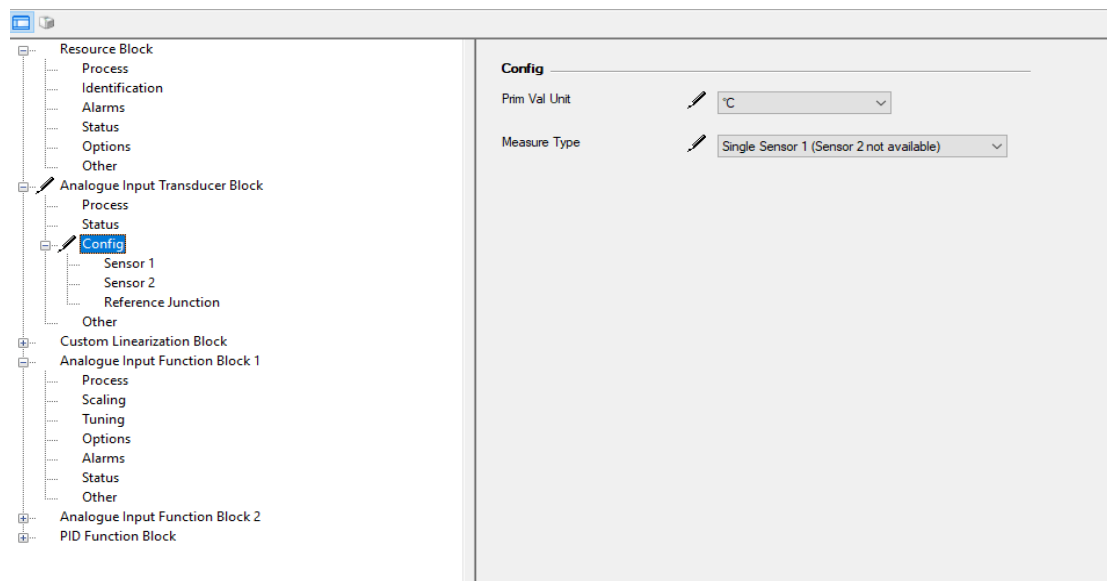 Resource Block
Process
Identification
Alarms
Status
Options
Other
Analogue Input Transducer Block
Process
Status
Config
Sensor 1
Sensor 2
Reference Junction
Other
Custom Linearization Block
Analogue Input Function Block 1
Process
Scaling
Tuning
Options
Alarms
Status
Other
Analogue Input Function Block 2
PID Function Block
Config
Prim Val Unit °C
Measure Type Single Sensor 1 (Sensor 2 not available)